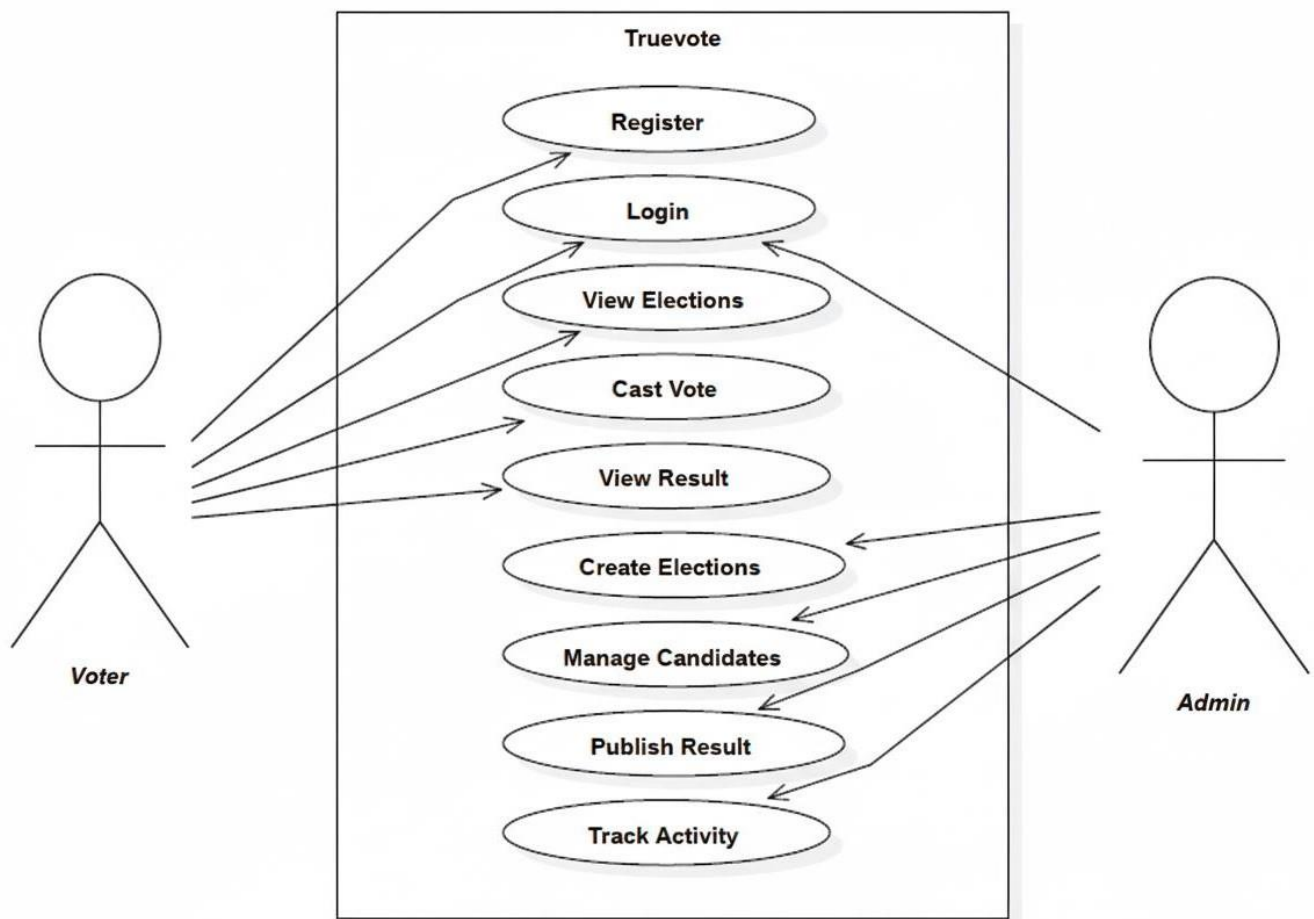 Truevote
Register
Login
View Elections
Cast Vote
View Result
Create Elections
Manage Candidates
Publish Result
Track Activity
Voter
Admin